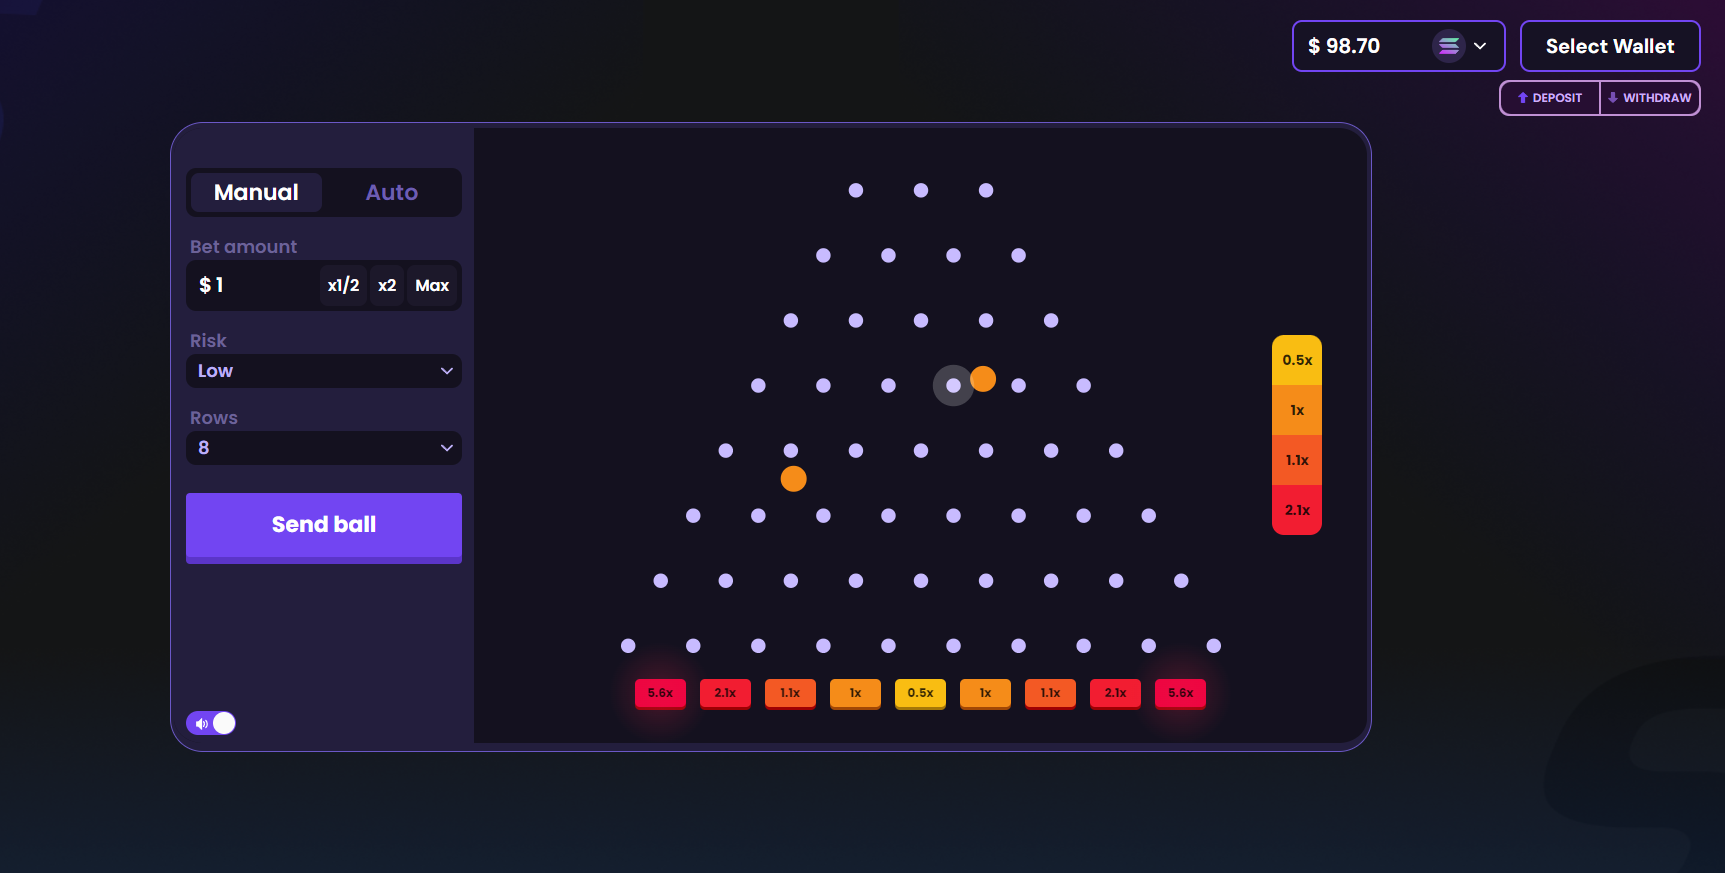 $ 98.70
Select Wallet
DEPOSIT
WITHDRAW
Manual
Auto
Bet amount
$ 1
x1/2
x2
Max
Risk
Low
Rows
8
Send ball
0.5x
1x
1.1x
2.1x
5.6x 2.1x 1.1x 1x 0.5x 1x 1.1x 2.1x 5.6x